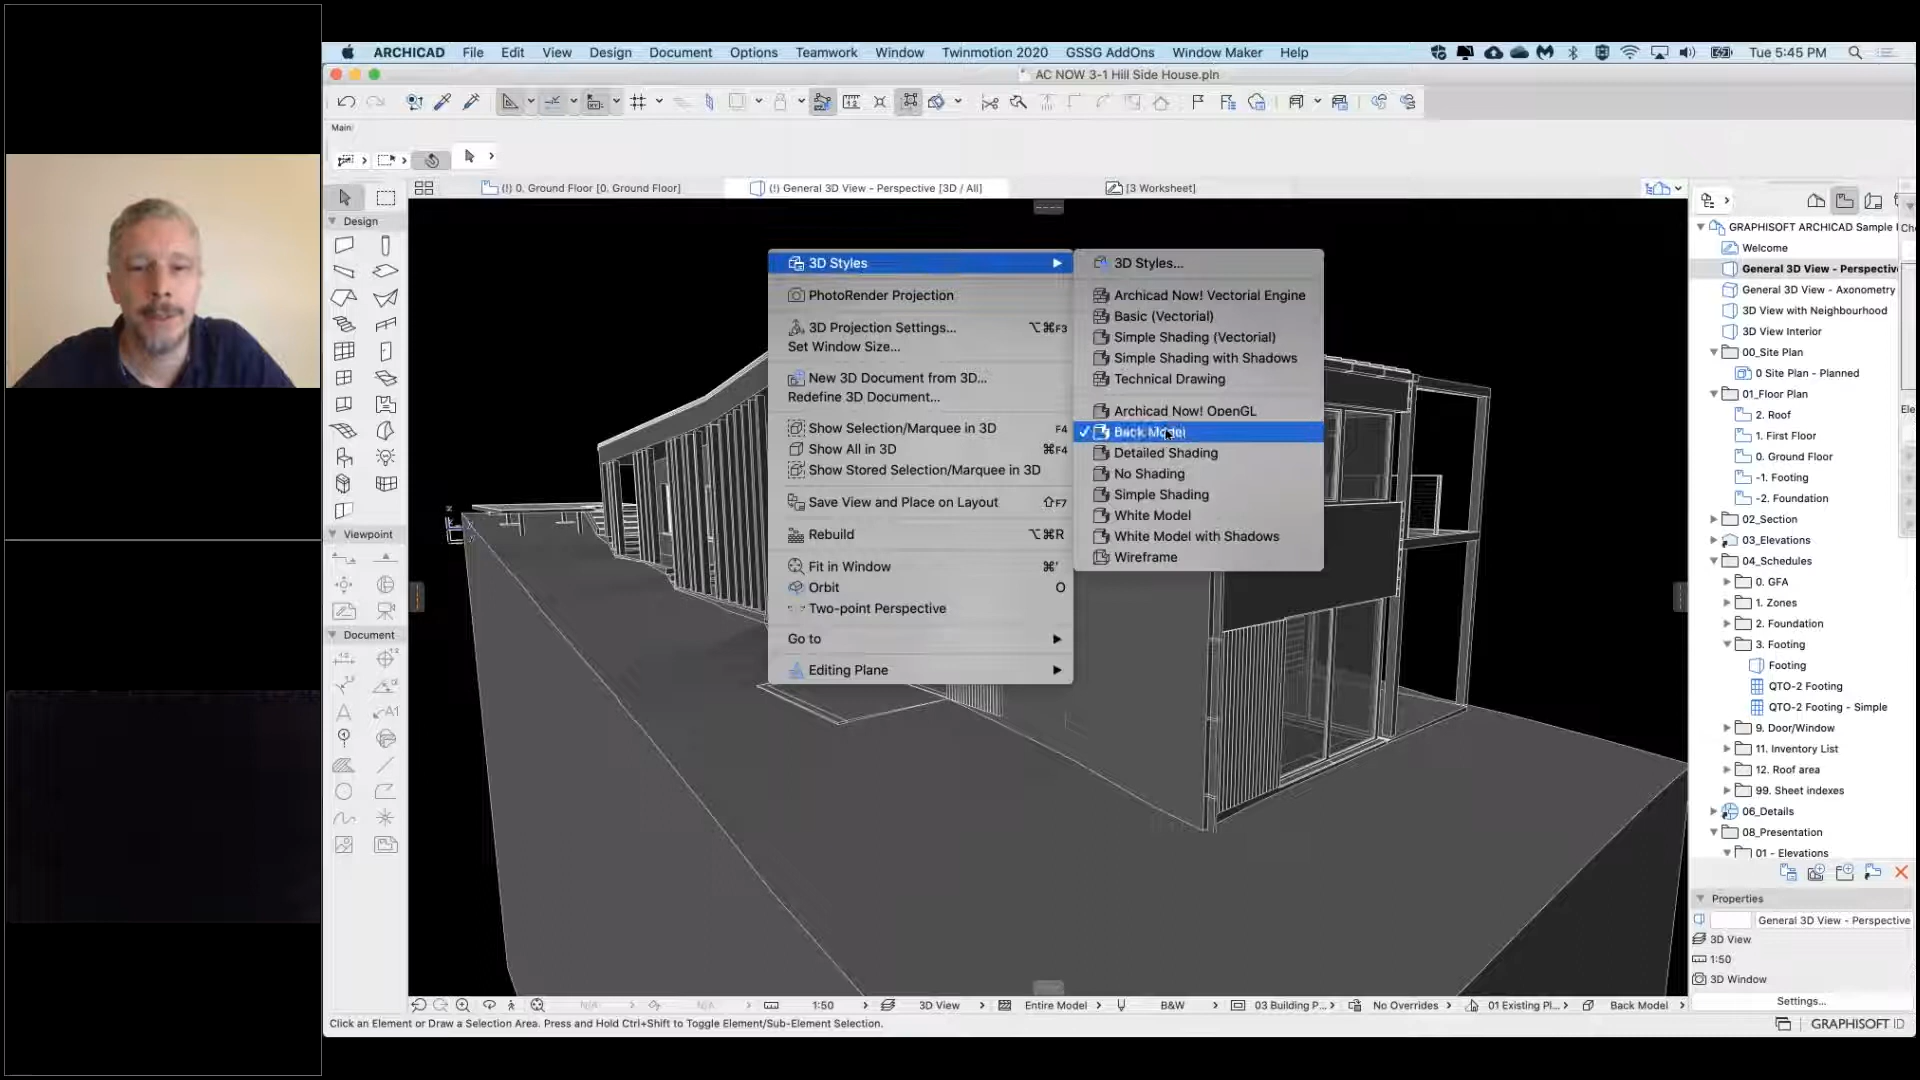 ARCHICAD File Edit View Design Document Options Teamwork Window Twinmotion 2020 GSSG AddOns Window Maker Help Tue 5:45 PM
AC NOW 3-1 Hill Side House.pln
Main:
(!) 0. Ground Floor [0. Ground Floor]
(!) General 3D View - Perspective [3D / All]
[3 Worksheet]
Design
Viewpoint
Document
3D Styles
PhotoRender Projection
3D Projection Settings... ⌥⌘F3
Set Window Size...
New 3D Document from 3D...
Redefine 3D Document...
Show Selection/Marquee in 3D F4
Show All in 3D ⌘F4
Show Stored Selection/Marquee in 3D
Save View and Place on Layout ⇧F7
Rebuild ⌥⌘R
Fit in Window ⌘'
Orbit O
Two-point Perspective
Go to
Editing Plane
3D Styles...
Archicad Now! Vectorial Engine
Basic (Vectorial)
Simple Shading (Vectorial)
Simple Shading with Shadows
Technical Drawing
Archicad Now! OpenGL
Back Model
Detailed Shading
No Shading
Simple Shading
White Model
White Model with Shadows
Wireframe
GRAPHISOFT ARCHICAD Sample
Welcome
General 3D View - Perspectiv
General 3D View - Axonometry
3D View with Neighbourhood
3D View Interior
00_Site Plan
0 Site Plan - Planned
01_Floor Plan
2. Roof
1. First Floor
0. Ground Floor
-1. Footing
-2. Foundation
02_Section
03_Elevations
04_Schedules
0. GFA
1. Zones
2. Foundation
3. Footing
Footing
QTO-2 Footing
QTO-2 Footing - Simple
9. Door/Window
11. Inventory List
12. Roof area
99. Sheet indexes
06_Details
08_Presentation
01 - Elevations
Properties
General 3D View - Perspective
3D View
1:50
3D Window
Settings...
N/A N/A 1:50 3D View Entire Model B&W 03 Building P... No Overrides 01 Existing Pl... Back Model
Click an Element or Draw a Selection Area. Press and Hold Ctrl+Shift to Toggle Element/Sub-Element Selection.
GRAPHISOFT ID